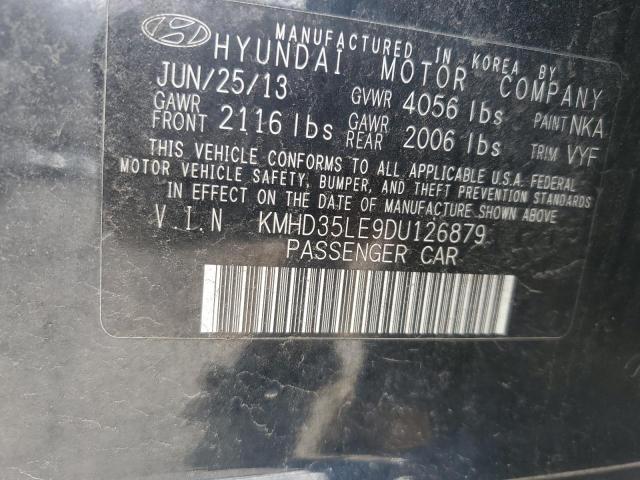 MANUFACTURED IN KOREA BY
HYUNDAI MOTOR COMPANY
JUN/25/13 GVWR 4056 lbs PAINT NKA
GAWR FRONT 2116 lbs GAWR REAR 2006 lbs TRIM VYF
THIS VEHICLE CONFORMS TO ALL APPLICABLE U.S.A. FEDERAL
MOTOR VEHICLE SAFETY, BUMPER, AND THEFT PREVENTION STANDARDS
IN EFFECT ON THE DATE OF MANUFACTURE SHOWN ABOVE.
V.I.N KMHD35LE9DU126879
PASSENGER CAR